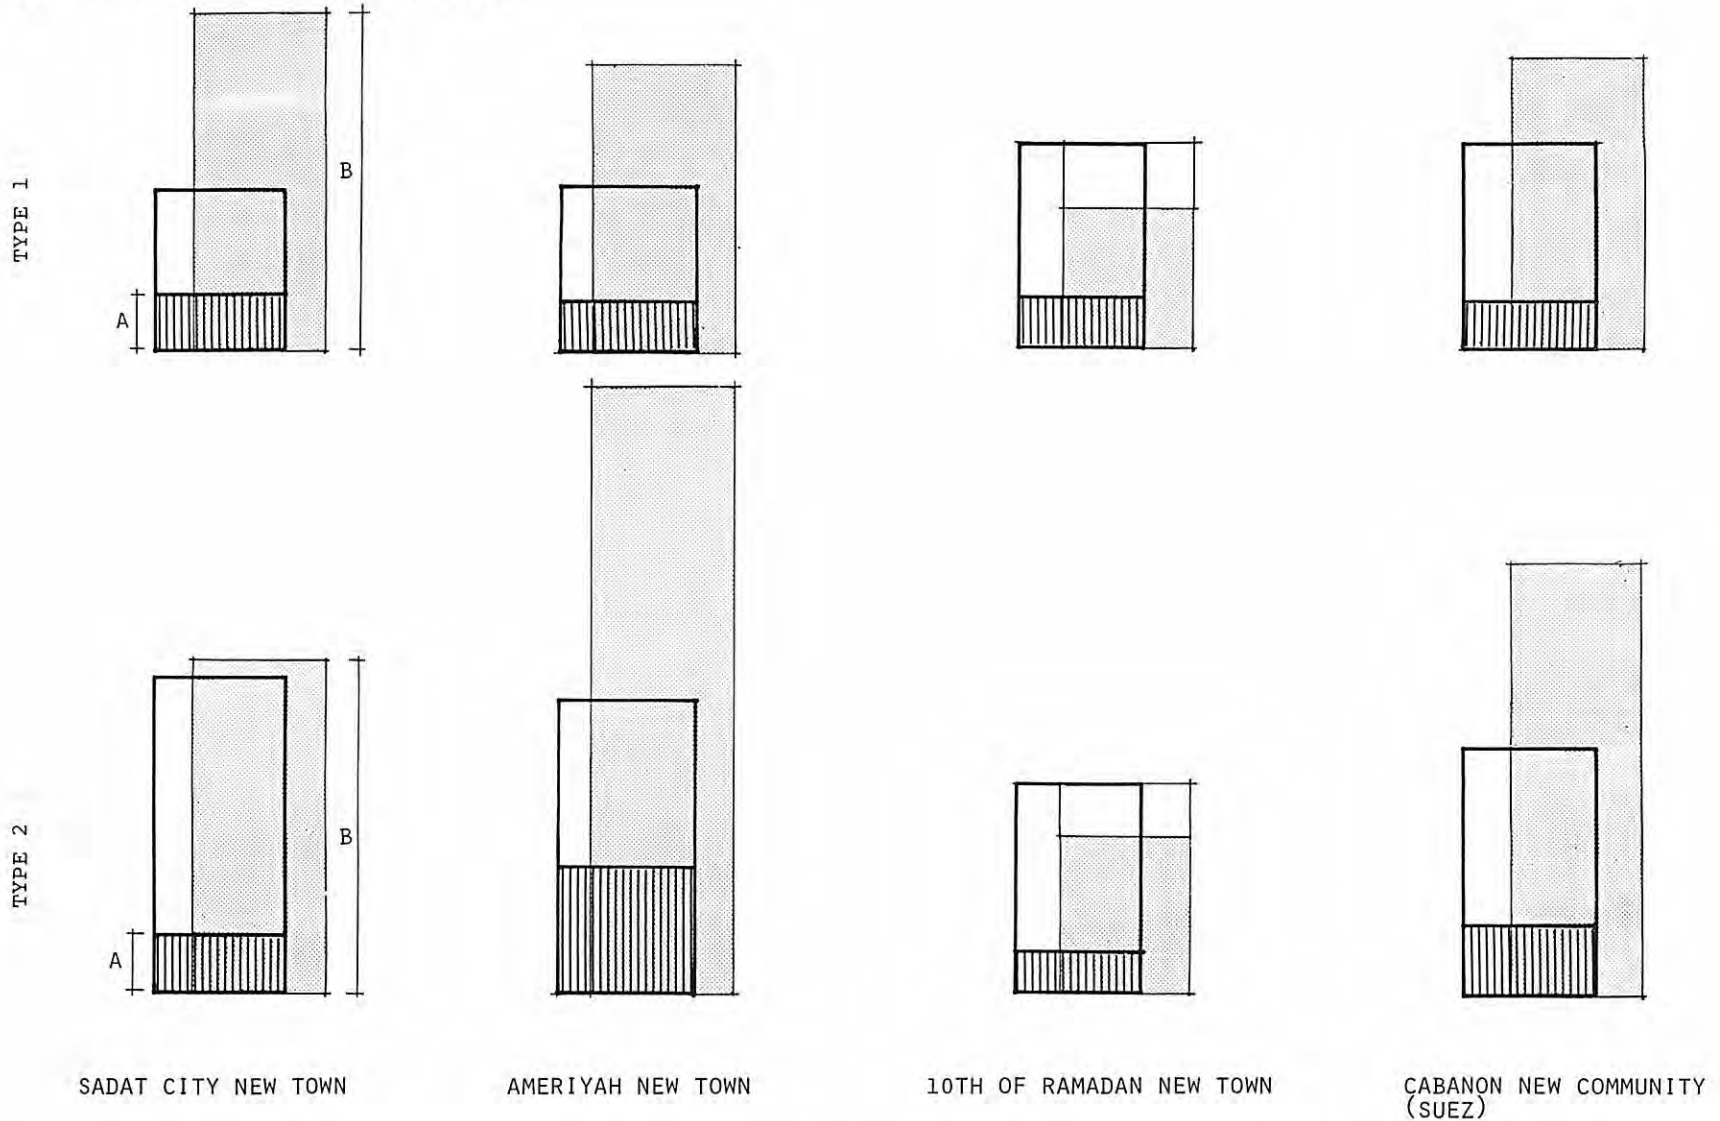 TYPE 1
A
B
TYPE 2
A
B
SADAT CITY NEW TOWN
AMERIYAH NEW TOWN
10TH OF RAMADAN NEW TOWN
CABANON NEW COMMUNITY
(SUEZ)